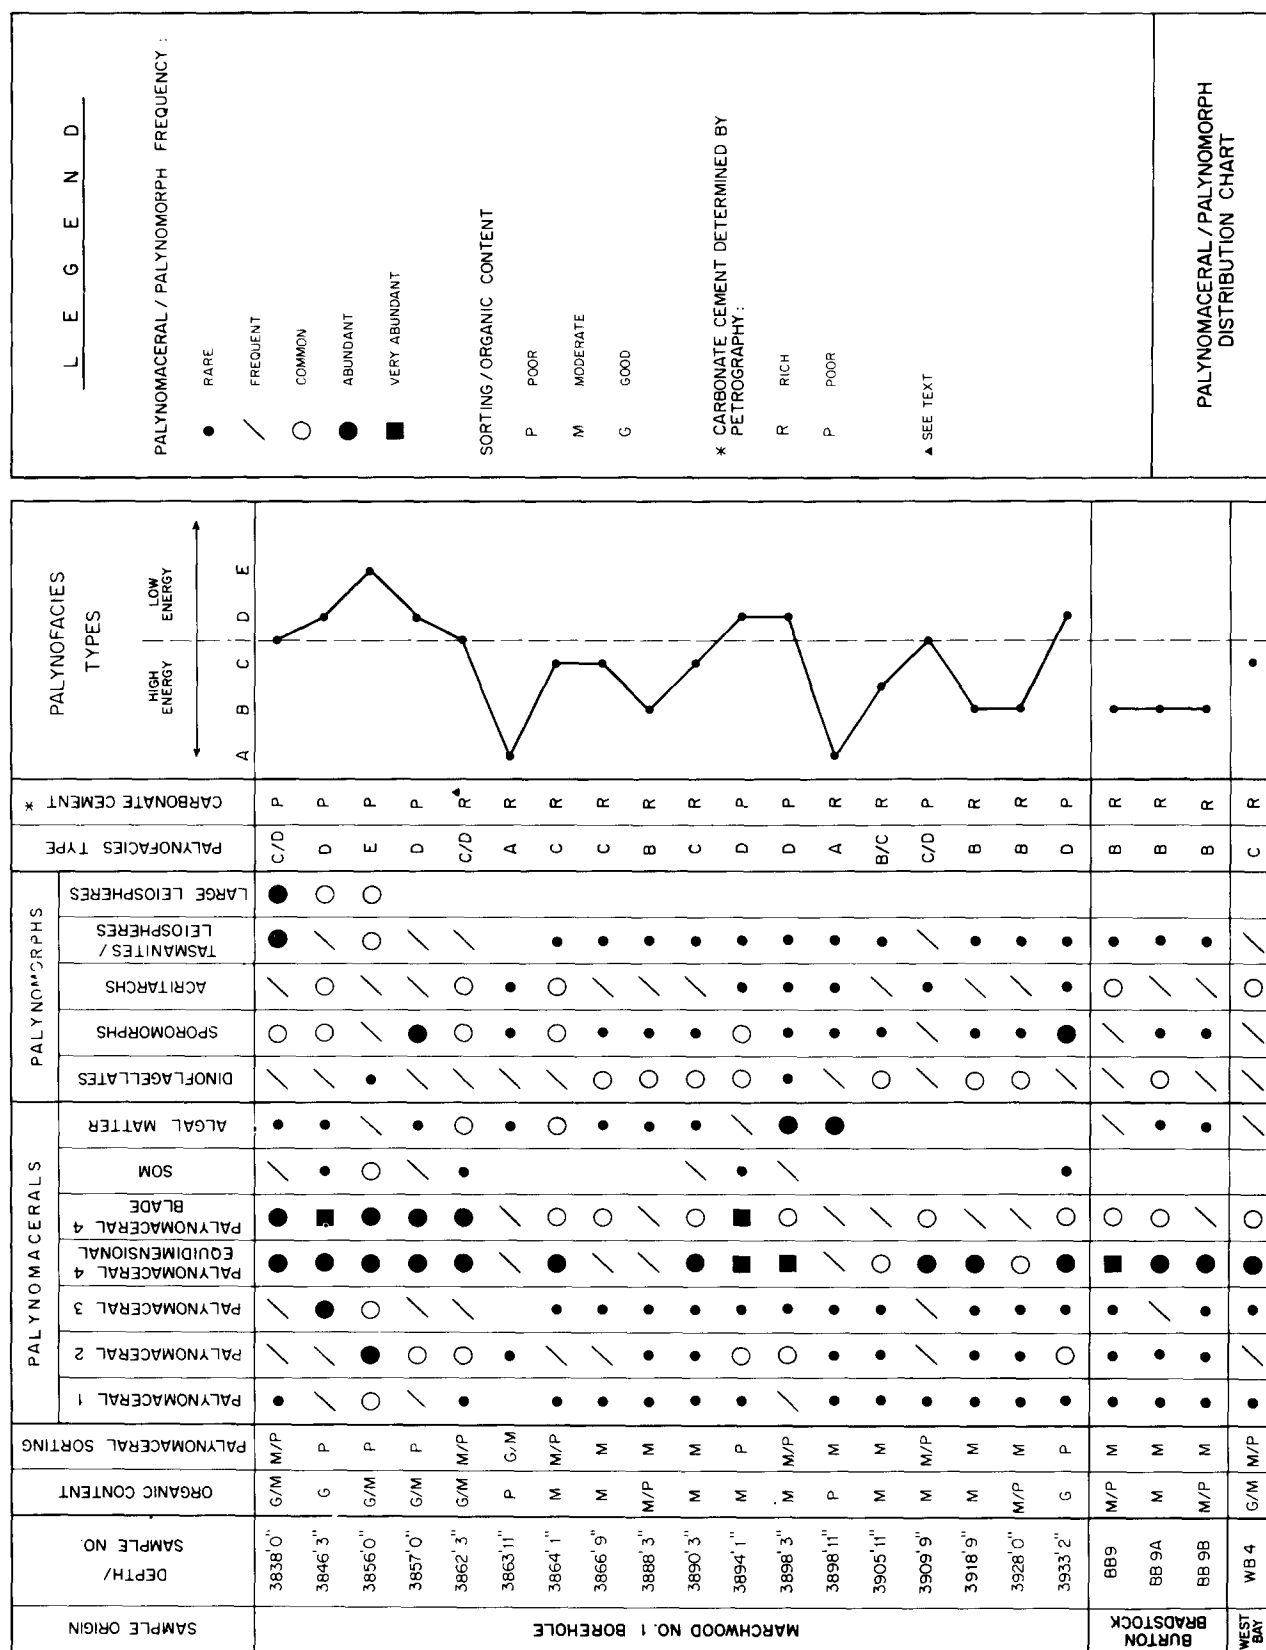 SAMPLE ORIGIN
DEPTH/
SAMPLE NO.
ORGANIC CONTENT
PALYNOMACERAL SORTING
PALYNOMACERALS
PALYNOMACERAL 1
PALYNOMACERAL 2
PALYNOMACERAL 3
PALYNOMACERAL 4
EQUIDIMENSIONAL
PALYNOMACERAL 4
BLADE
SOM
ALGAL MATTER
PALYNOMORPHS
DINOFLAGELLATES
SPOROMORPHS
ACRITARCHS
TASMANITES /
LEIOSPHERES
LARGE LEIOSPHERES
PALYNOFACIES TYPE
CARBONATE CEMENT *
PALYNOFACIES
TYPES
HIGH
ENERGY
LOW
ENERGY
A B C D E
MARCHWOOD NO. 1 BOREHOLE
3838'0" G/M M/P C/D P
3846'3" G P D P
3856'0" G/M P E P
3857'0" G/M P D P
3862'3" G/M M/P C/D R ▲
3863'11" P G/M A R
3864'1" M M/P C R
3866'9" M M C R
3888'3" M/P M B R
3890'3" M M C R
3894'1" M P D P
3898'3" M M/P D P
3898'11" P M A R
3905'11" M M B/C R
3909'9" M M/P C/D P
3918'9" M M B R
3928'0" M/P M B R
3933'2" G P D P
BURTON
BRADSTOCK
BB9 M/P M B R
BB 9A M M B R
BB 9B M/P M B R
WEST
BAY
WB 4 G/M M/P C R
LEGEND
PALYNOMACERAL / PALYNOMORPH FREQUENCY :
RARE
FREQUENT
COMMON
ABUNDANT
VERY ABUNDANT
SORTING / ORGANIC CONTENT
P POOR
M MODERATE
G GOOD
* CARBONATE CEMENT DETERMINED BY
PETROGRAPHY :
R RICH
P POOR
▲ SEE TEXT
PALYNOMACERAL / PALYNOMORPH
DISTRIBUTION CHART